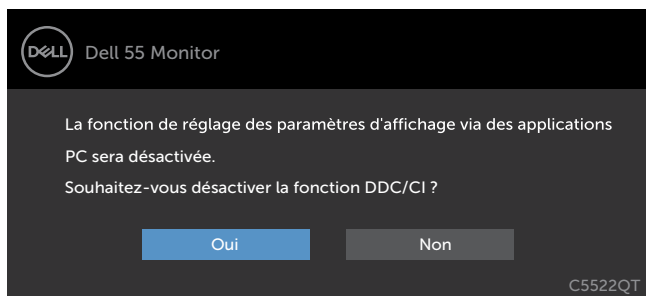 DELL
Dell 55 Monitor
La fonction de réglage des paramètres d'affichage via des applications
PC sera désactivée.
Souhaitez-vous désactiver la fonction DDC/CI ?
Oui
Non
C5522QT